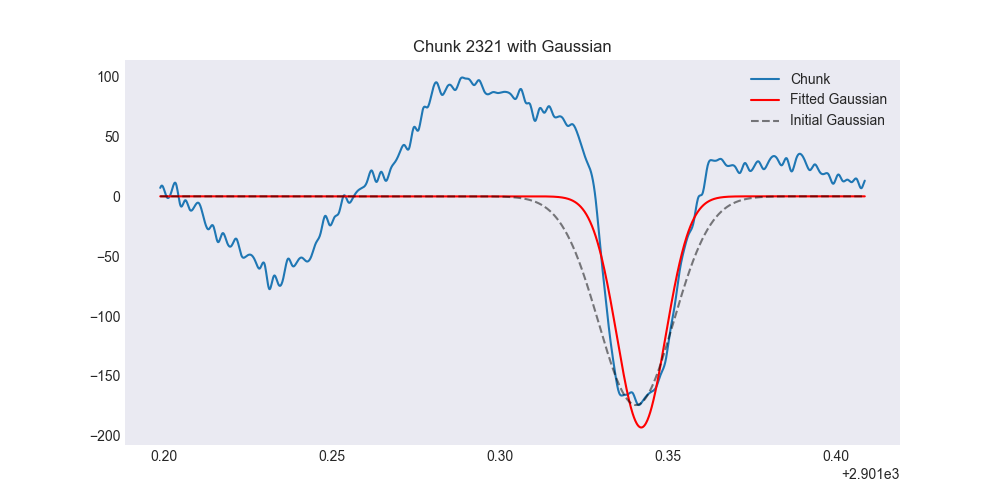 Chunk 2321 with Gaussian
100
50
0
−50
−100
−150
−200
Chunk
Fitted Gaussian
Initial Gaussian
0.20 0.25 0.30 0.35 0.40
+2.901e3